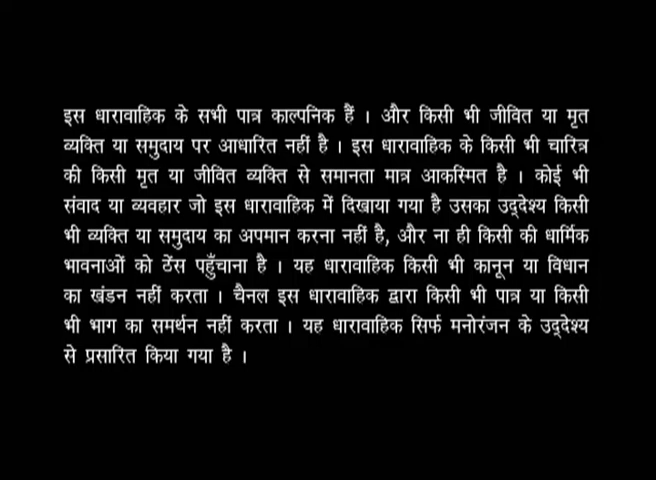 इस धारावाहिक के सभी पात्र काल्पनिक हैं । और किसी भी जीवित या मृत
व्यक्ति या समुदाय पर आधारित नहीं है । इस धारावाहिक के किसी भी चारित्र
की किसी मृत या जीवित व्यक्ति से समानता मात्र आकस्मित है । कोई भी
संवाद या व्यवहार जो इस धारावाहिक में दिखाया गया है उसका उद्देश्य किसी
भी व्यक्ति या समुदाय का अपमान करना नहीं है, और ना ही किसी की धार्मिक
भावनाओं को ठेंस पहुँचाना है । यह धारावाहिक किसी भी कानून या विधान
का खंडन नहीं करता । चैनल इस धारावाहिक द्वारा किसी भी पात्र या किसी
भी भाग का समर्थन नहीं करता । यह धारावाहिक सिर्फ मनोरंजन के उद्देश्य
से प्रसारित किया गया है ।